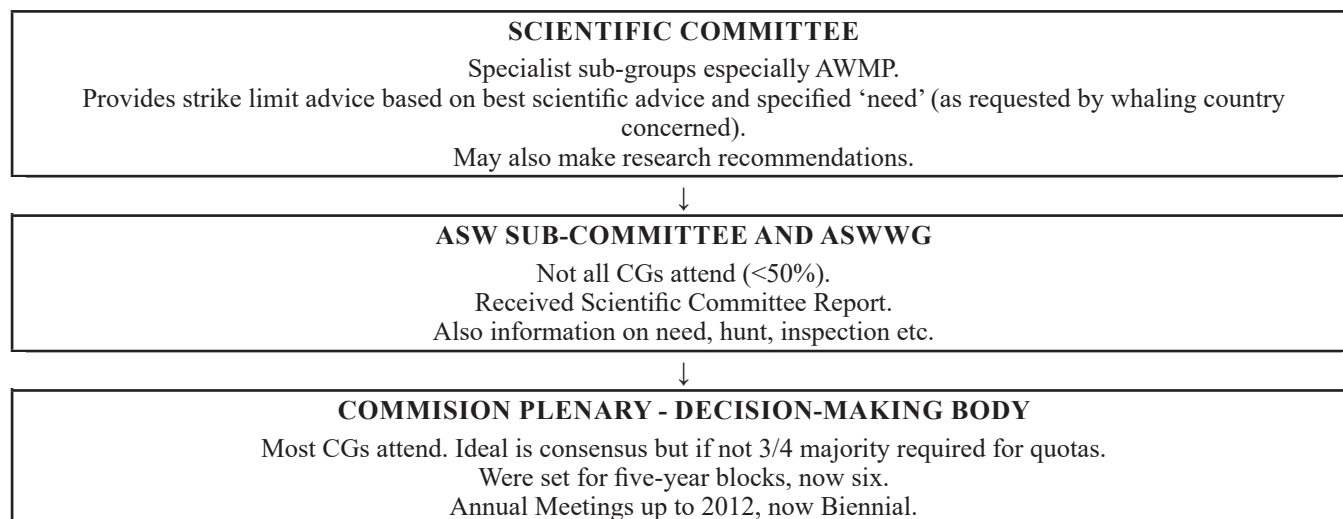 SCIENTIFIC COMMITTEE
Specialist sub-groups especially AWMP.
Provides strike limit advice based on best scientific advice and specified ‘need’ (as requested by whaling country
concerned).
May also make research recommendations.
↓
ASW SUB-COMMITTEE AND ASWWG
Not all CGs attend (<50%).
Received Scientific Committee Report.
Also information on need, hunt, inspection etc.
↓
COMMISION PLENARY - DECISION-MAKING BODY
Most CGs attend. Ideal is consensus but if not 3/4 majority required for quotas.
Were set for five-year blocks, now six.
Annual Meetings up to 2012, now Biennial.